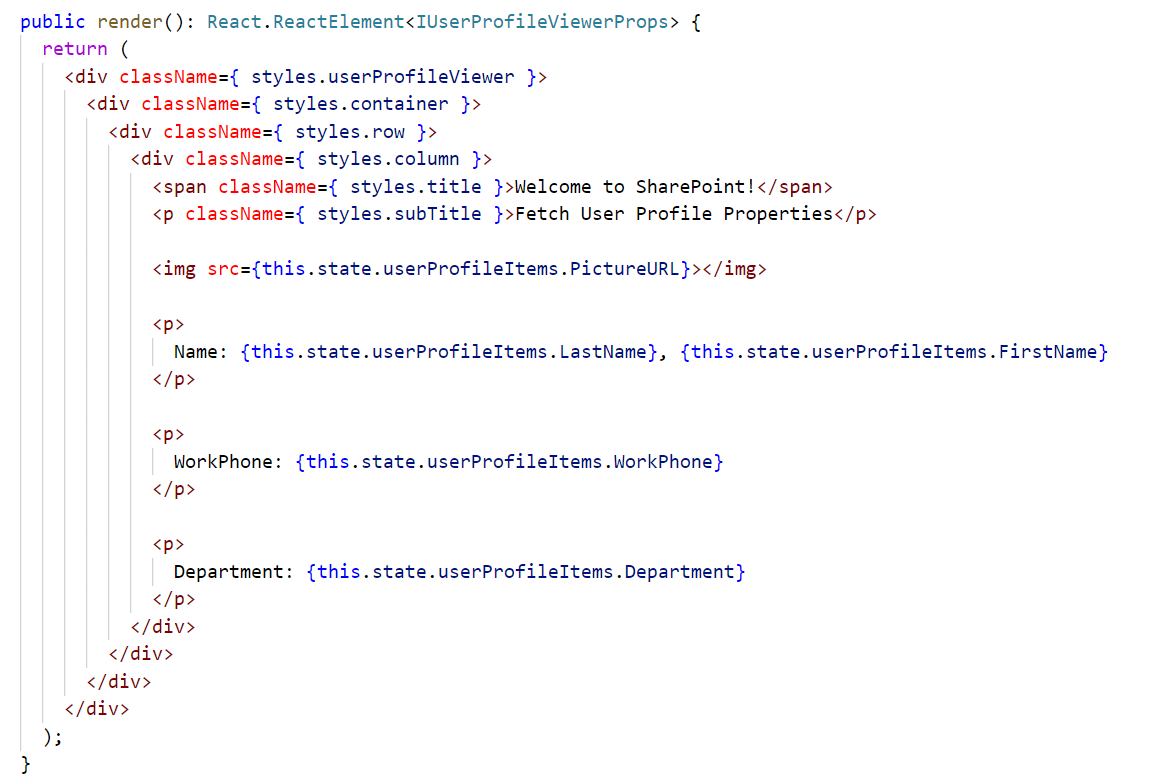 public render(): React.ReactElement<IUserProfileViewerProps> {
return (
<div className={ styles.userProfileViewer }>
<div className={ styles.container }>
<div className={ styles.row }>
<div className={ styles.column }>
<span className={ styles.title }>Welcome to SharePoint!</span>
<p className={ styles.subTitle }>Fetch User Profile Properties</p>
<img src={this.state.userProfileItems.PictureURL}></img>
<p>
Name: {this.state.userProfileItems.LastName}, {this.state.userProfileItems.FirstName}
</p>
<p>
WorkPhone: {this.state.userProfileItems.WorkPhone}
</p>
<p>
Department: {this.state.userProfileItems.Department}
</p>
</div>
</div>
</div>
</div>
);
}